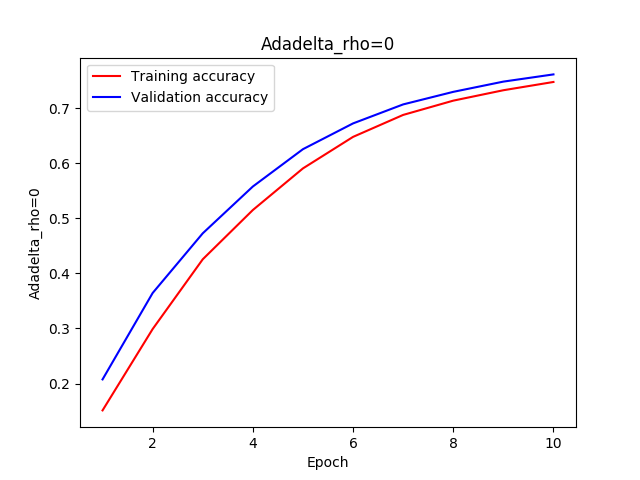 Adadelta_rho=0
Training accuracy
Validation accuracy
Adadelta_rho=0
0.7
0.6
0.5
0.4
0.3
0.2
2
4
6
8
10
Epoch